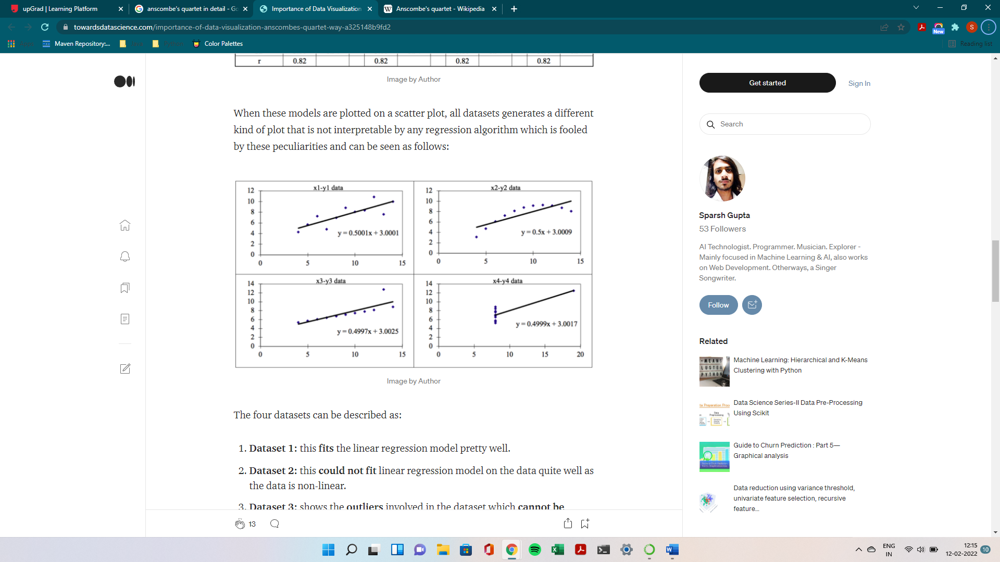 upGrad | Learning Platform
anscombe's quartet in detail - Go
Importance of Data Visualization
Anscombe's quartet - Wikipedia
towardsdatascience.com/importance-of-data-visualization-anscombes-quartet-way-a325148b9fd2
S
New
Apps
Maven Repository:...
Java
Python
Color Palettes
Reading list
r 0.82 0.82 0.82 0.82
Image by Author
When these models are plotted on a scatter plot, all datasets generates a different
kind of plot that is not interpretable by any regression algorithm which is fooled
by these peculiarities and can be seen as follows:
x1-y1 data
12
10
8
6
4
2
0
0 5 10 15
y = 0.5001x + 3.0001
x2-y2 data
12
10
8
6
4
2
0
0 5 10 15
y = 0.5x + 3.0009
x3-y3 data
14
12
10
8
6
4
2
0
0 5 10 15
y = 0.4997x + 3.0025
x4-y4 data
14
12
10
8
6
4
2
0
0 5 10 15 20
y = 0.4999x + 3.0017
Image by Author
The four datasets can be described as:
1. Dataset 1: this fits the linear regression model pretty well.
2. Dataset 2: this could not fit linear regression model on the data quite well as
the data is non-linear.
3. Dataset 3: shows the outliers involved in the dataset which cannot be
13
Get started
Sign In
Search
Sparsh Gupta
53 Followers
AI Technologist. Programmer. Musician. Explorer -
Mainly focused in Machine Learning & AI, also works
on Web Development. Otherways, a Singer
Songwriter.
Follow
Related
-MEANS
LUSTER
PYTHON
Machine Learning: Hierarchical and K-Means
Clustering with Python
ta Preparation Proc
Data Science Series-II Data Pre-Processing
Using Scikit
Guide to Churn Prediction : Part 5—
Graphical analysis
Data reduction using variance threshold,
univariate feature selection, recursive
feature...
ENG
IN
12:15
12-02-2022
10